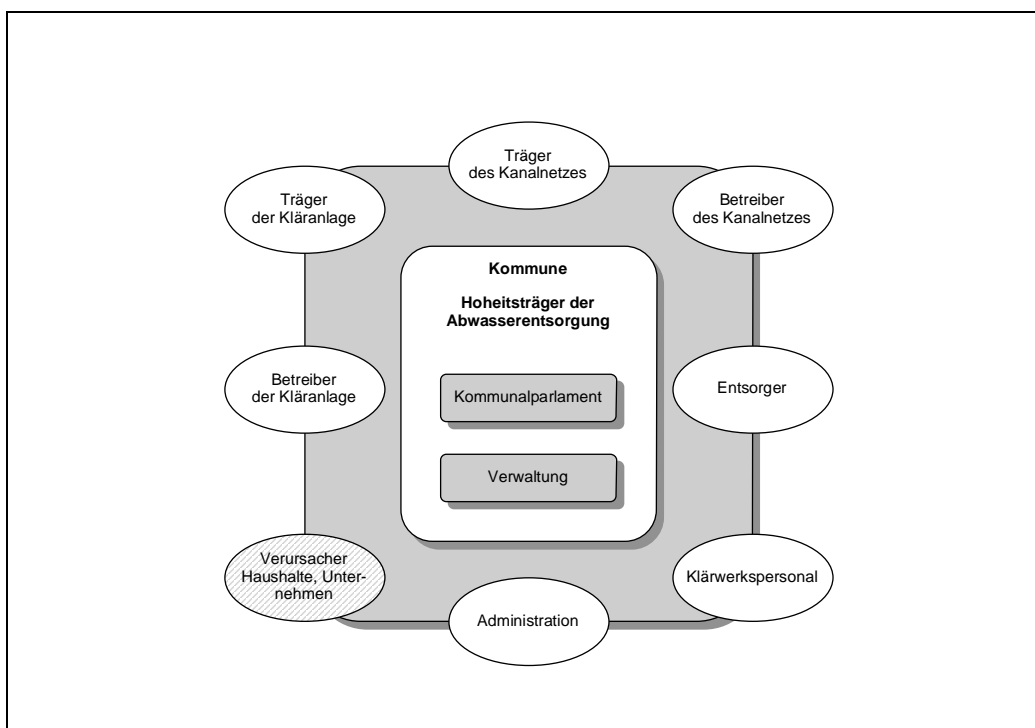 Träger
des Kanalnetzes
Träger
der Kläranlage
Betreiber
des Kanalnetzes
Kommune
Hoheitsträger der
Abwasserentsorgung
Betreiber
der Kläranlage
Kommunalparlament
Entsorger
Verwaltung
Verursacher
Haushalte, Unter-
nehmen
Klärwerkspersonal
Administration